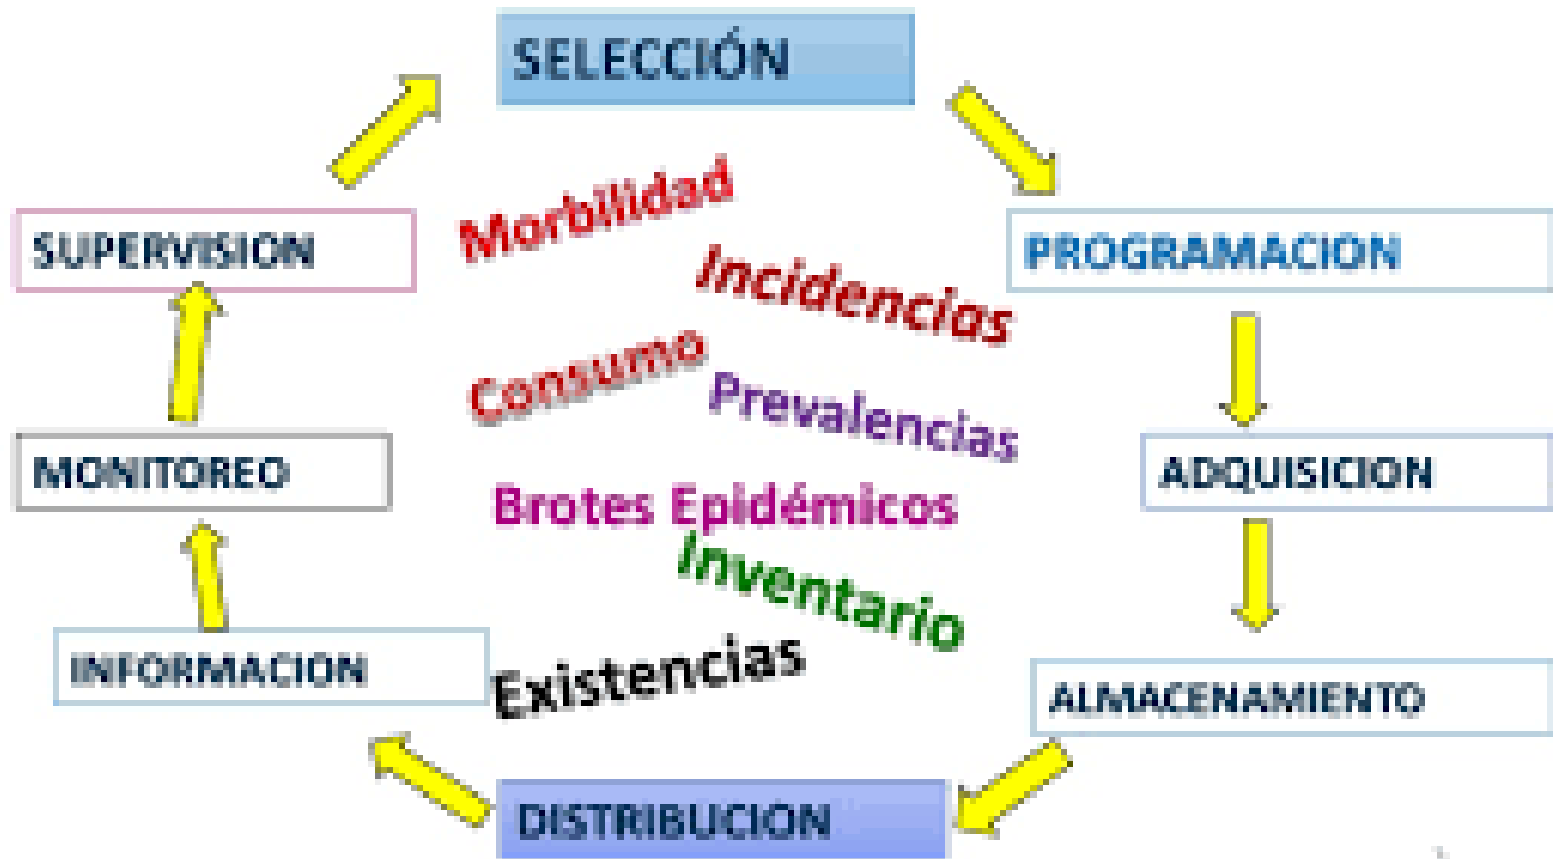 SELECCIÓN
Morbilidad
SUPERVISION
PROGRAMACION
Incidencias
Consumo
Prevalencias
MONITOREO
ADQUISICION
Brotes Epidémicos
Inventario
INFORMACION
Existencias
ALMACENAMIENTO
DISTRIBUCION